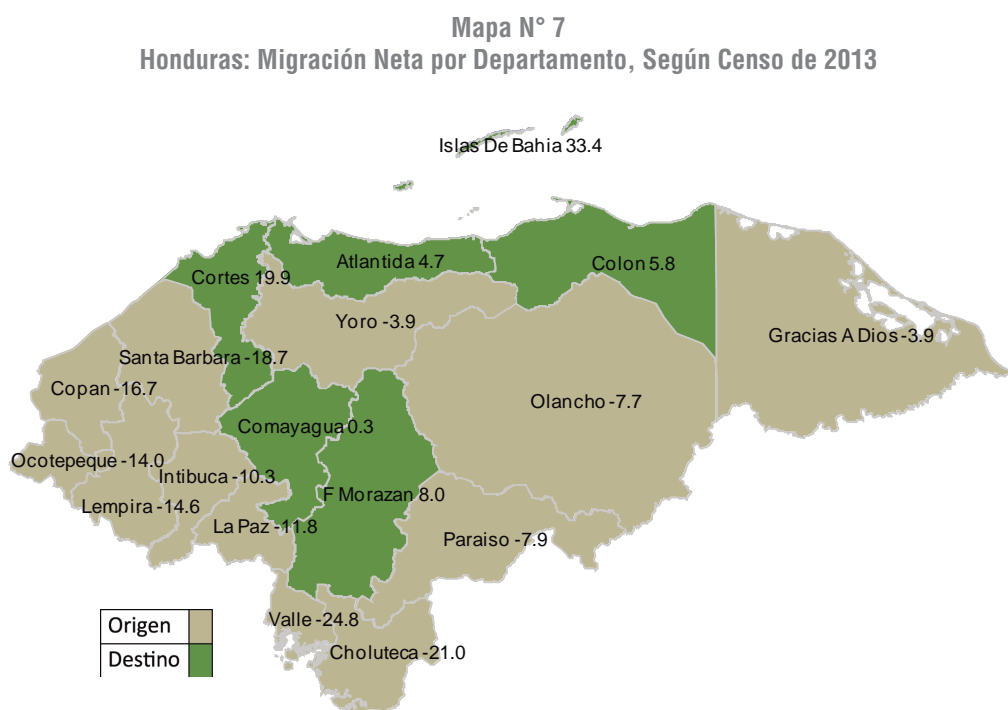 Mapa N° 7
Honduras: Migración Neta por Departamento, Según Censo de 2013
Islas De Bahia 33.4
Atlantida 4.7
Colon 5.8
Cortes 19.9
Yoro -3.9
Gracias A Dios -3.9
Santa Barbara -18.7
Copan -16.7
Olancho -7.7
Comayagua 0.3
Ocotepeque -14.0
Intibuca -10.3
F Morazan 8.0
Lempira -14.6
La Paz -11.8
Paraiso -7.9
Valle -24.8
Choluteca -21.0
Origen
Destino